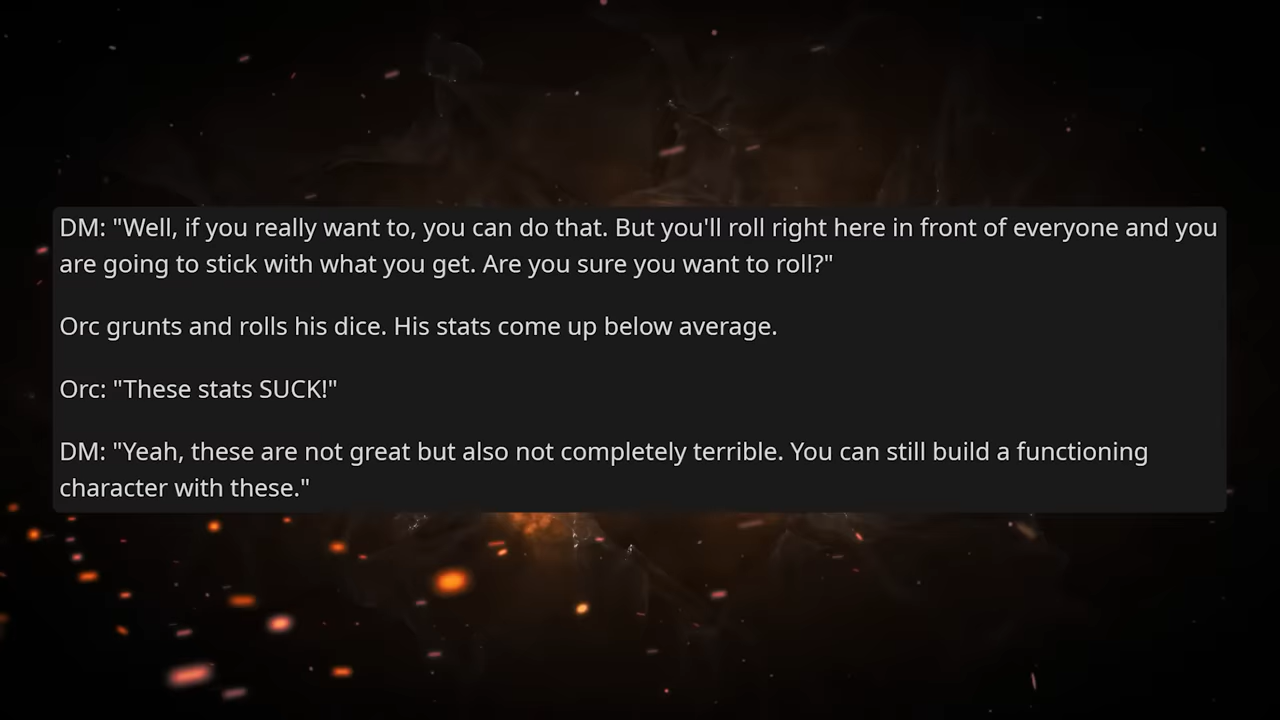 DM: "Well, if you really want to, you can do that. But you'll roll right here in front of everyone and you
are going to stick with what you get. Are you sure you want to roll?"
Orc grunts and rolls his dice. His stats come up below average.
Orc: "These stats SUCK!"
DM: "Yeah, these are not great but also not completely terrible. You can still build a functioning
character with these."